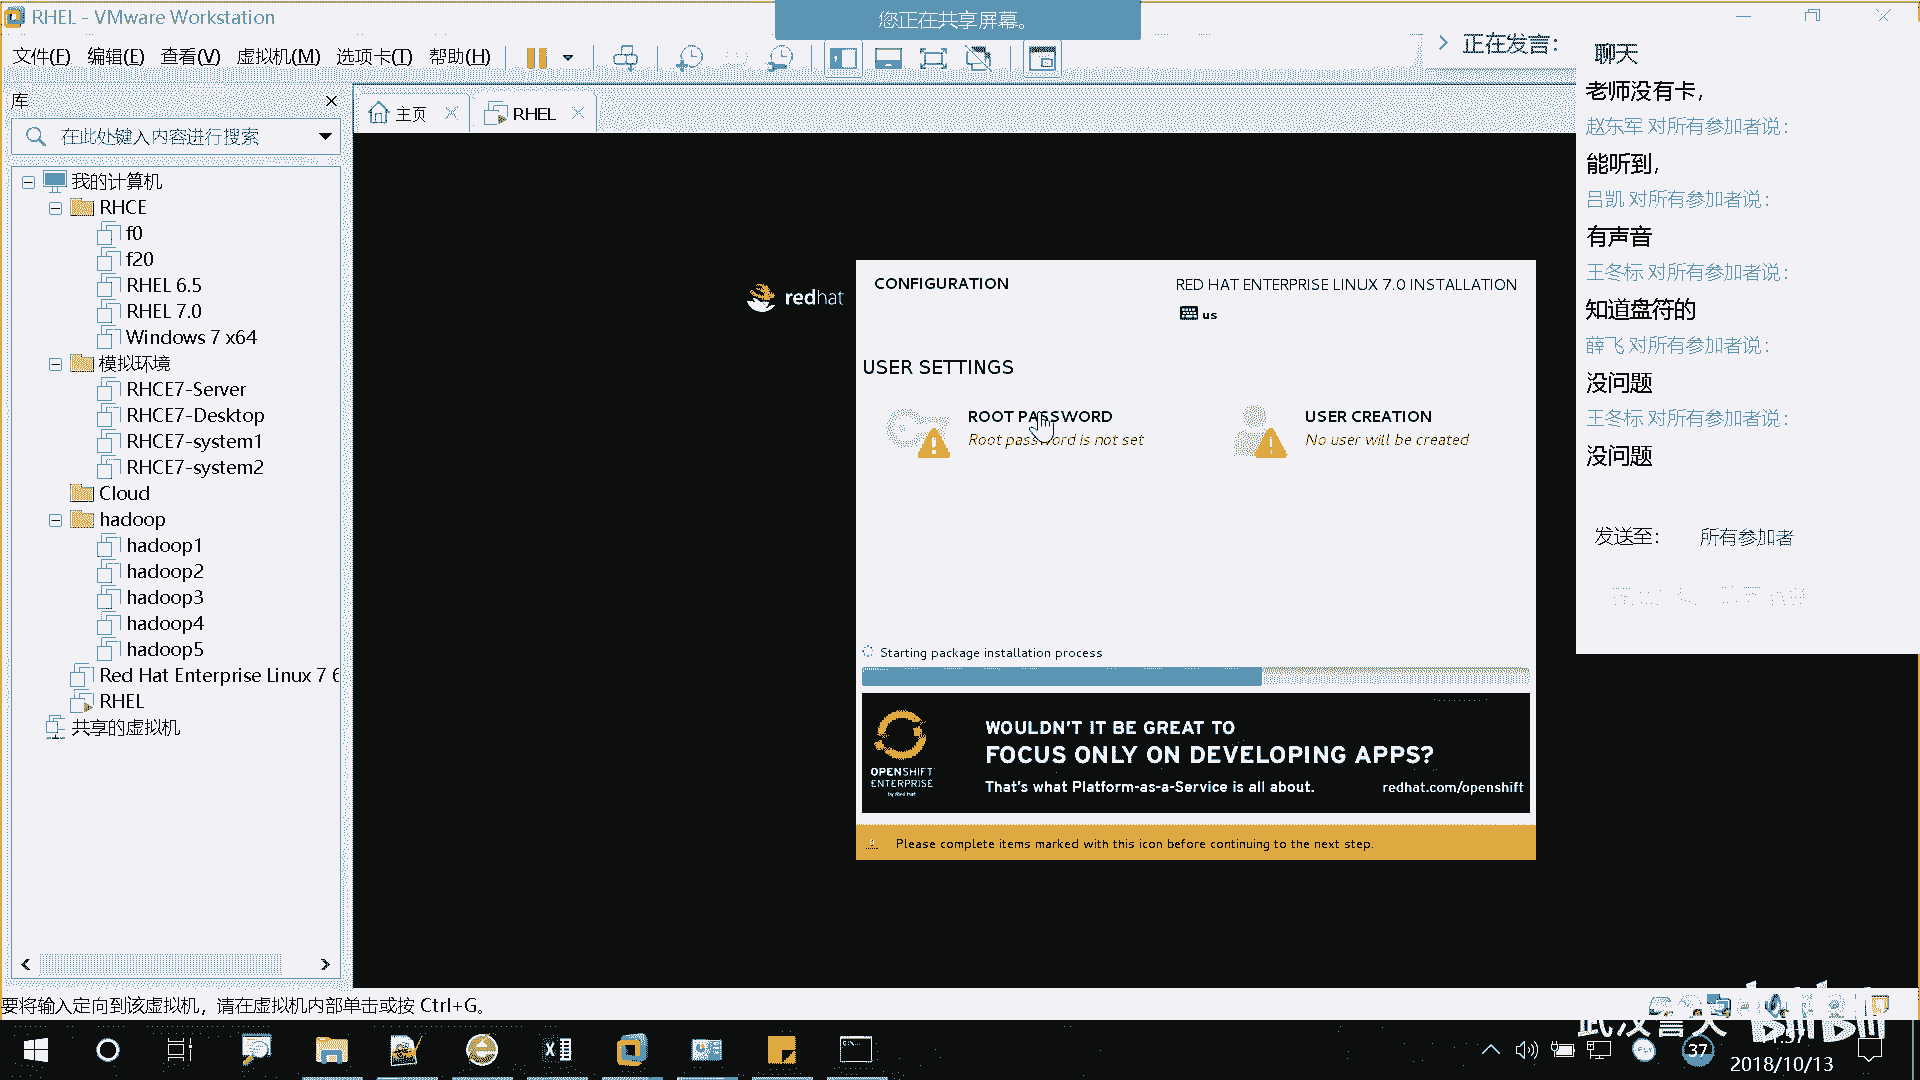 RHEL - VMware Workstation
您正在共享屏幕。
文件(F) 编辑(E) 查看(V) 虚拟机(M) 选项卡(T) 帮助(H)
正在发言:
库
在此处键入内容进行搜索
我的计算机
RHCE
f0
f20
RHEL 6.5
RHEL 7.0
Windows 7 x64
模拟环境
RHCE7-Server
RHCE7-Desktop
RHCE7-system1
RHCE7-system2
Cloud
hadoop
hadoop1
hadoop2
hadoop3
hadoop4
hadoop5
Red Hat Enterprise Linux 7 6
RHEL
共享的虚拟机
主页
RHEL
redhat
CONFIGURATION
RED HAT ENTERPRISE LINUX 7.0 INSTALLATION
us
USER SETTINGS
ROOT PASSWORD
Root password is not set
USER CREATION
No user will be created
Starting package installation process
OPENSHIFT
ENTERPRISE
by Red Hat
WOULDN'T IT BE GREAT TO
FOCUS ONLY ON DEVELOPING APPS?
That's what Platform-as-a-Service is all about.
redhat.com/openshift
Please complete items marked with this icon before continuing to the next step.
聊天
老师没有卡，
赵东军 对所有参加者说：
能听到，
吕凯 对所有参加者说：
有声音
王冬标 对所有参加者说：
知道盘符的
薛飞 对所有参加者说：
没问题
王冬标 对所有参加者说：
没问题
发送至：
所有参加者
要将输入定向到该虚拟机，请在虚拟机内部单击或按 Ctrl+G。
bilibili
37
2018/10/13